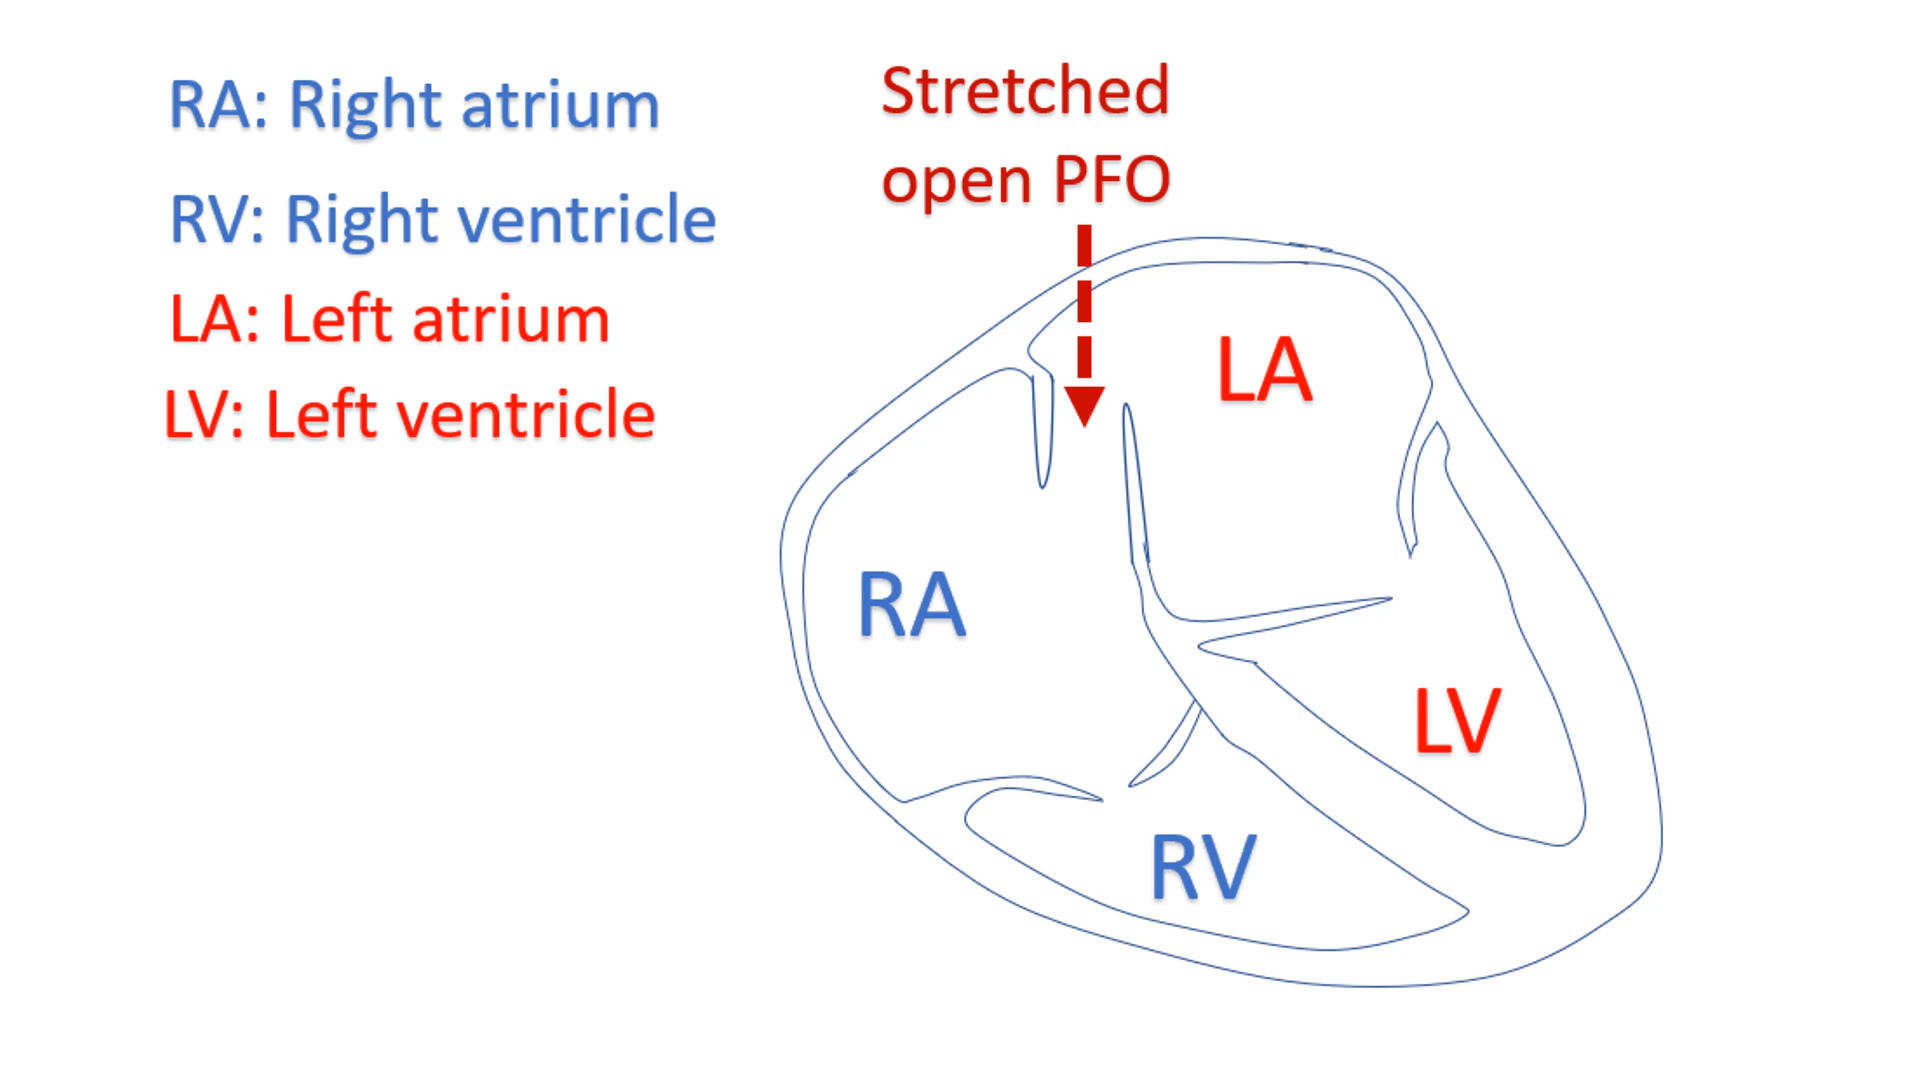 RA: Right atrium
RV: Right ventricle
LA: Left atrium
LV: Left ventricle
Stretched
open PFO
LA
RA
LV
RV